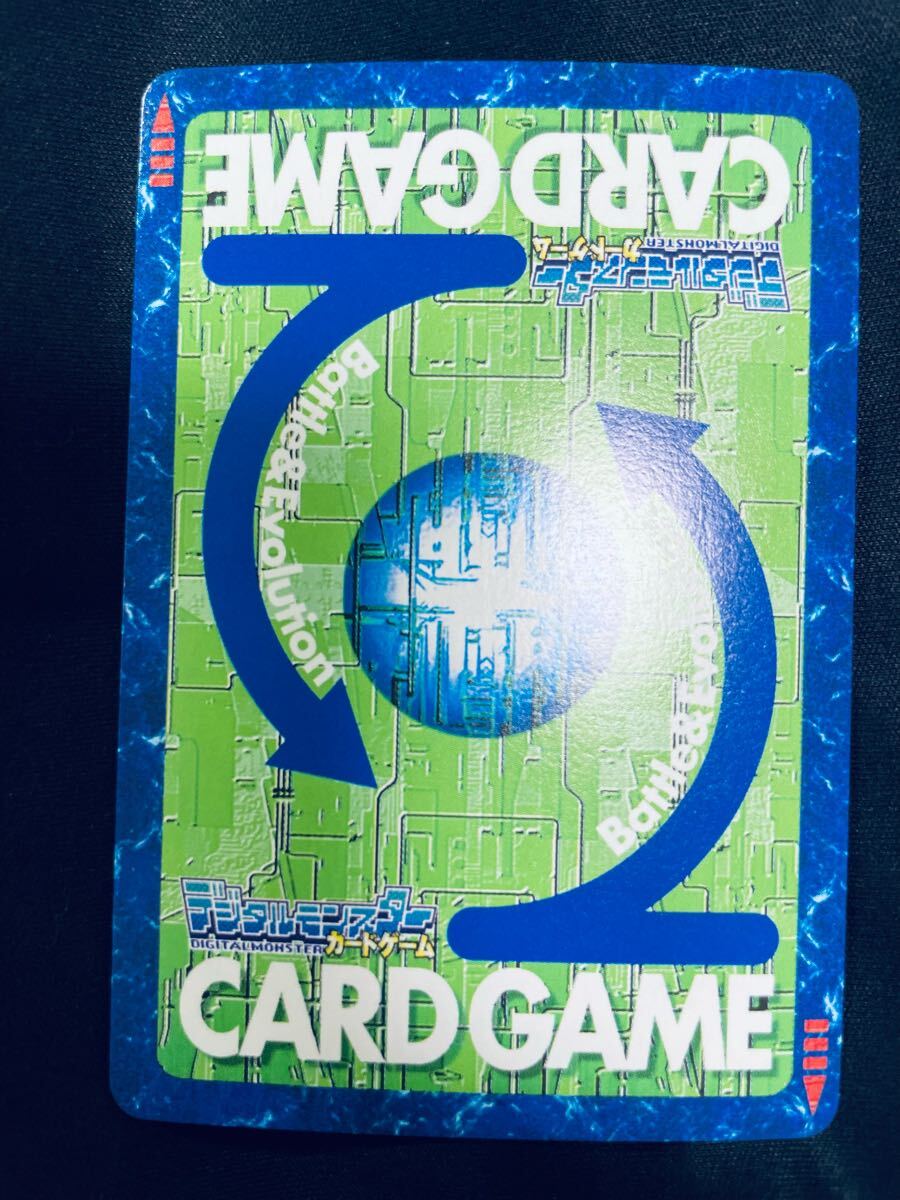 CARD GAME
デジタルモンスター
DIGITALMONSTER
カードゲーム
Battle&Evolution
Battle&Evo
デジタルモンスター
DIGITALMONSTER
カードゲーム
CARD GAME